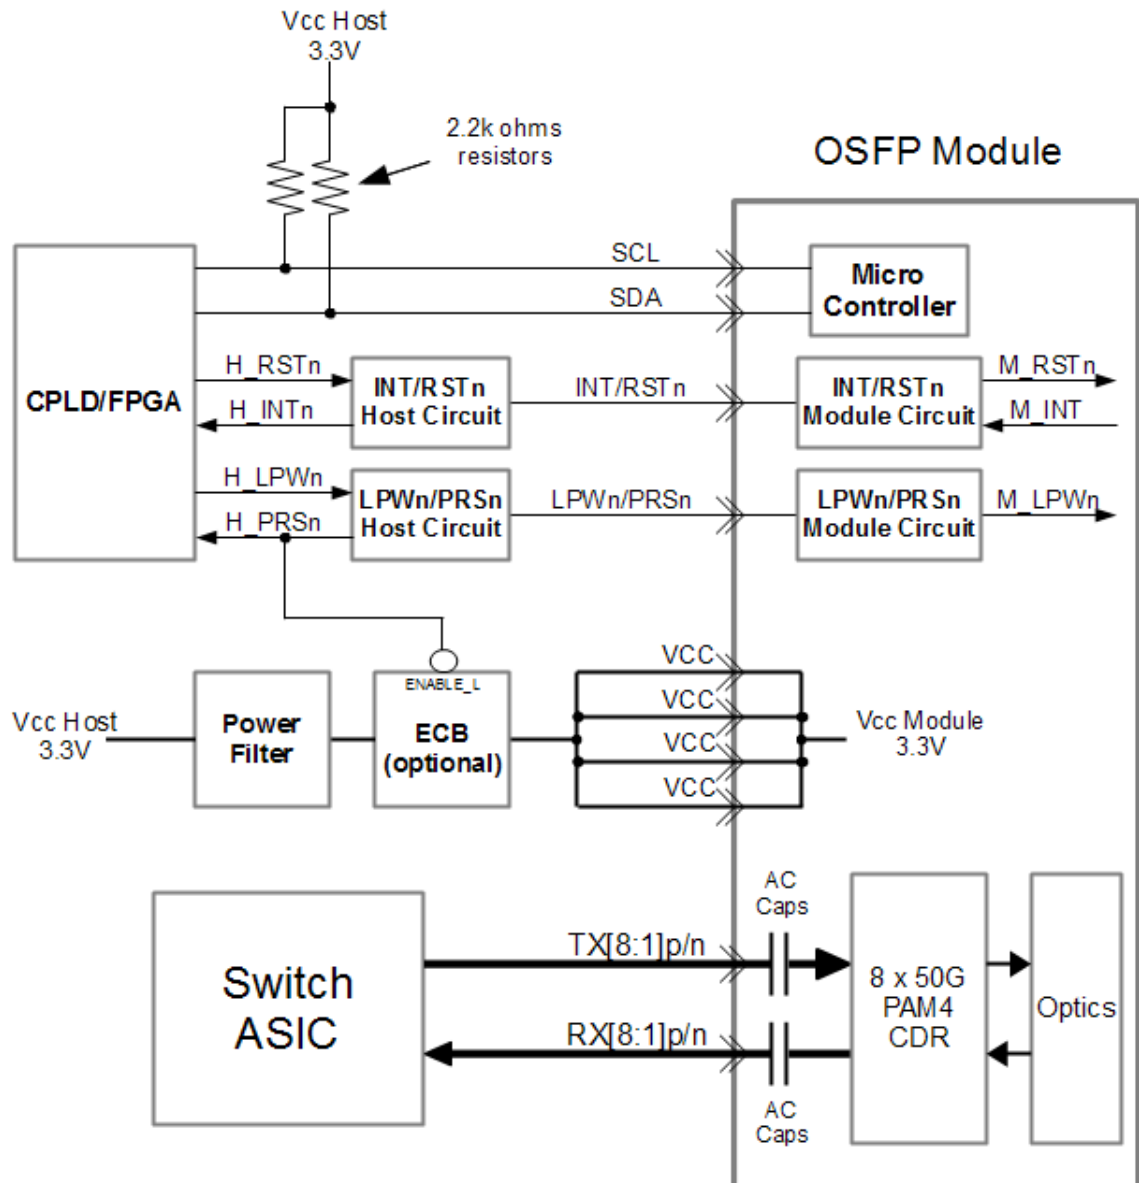 Vcc Host
3.3V
2.2k ohms
resistors
OSFP Module
SCL
SDA
Micro
Controller
CPLD/FPGA
H_RSTn
H_INTn
INT/RSTn
Host Circuit
INT/RSTn
INT/RSTn
Module Circuit
M_RSTn
M_INT
H_LPWn
H_PRSn
LPWn/PRSn
Host Circuit
LPWn/PRSn
LPWn/PRSn
Module Circuit
M_LPWn
Vcc Host
3.3V
Power
Filter
ENABLE_L
ECB
(optional)
VCC
VCC
VCC
VCC
Vcc Module
3.3V
Switch
ASIC
TX[8:1]p/n
RX[8:1]p/n
AC
Caps
AC
Caps
8 x 50G
PAM4
CDR
Optics